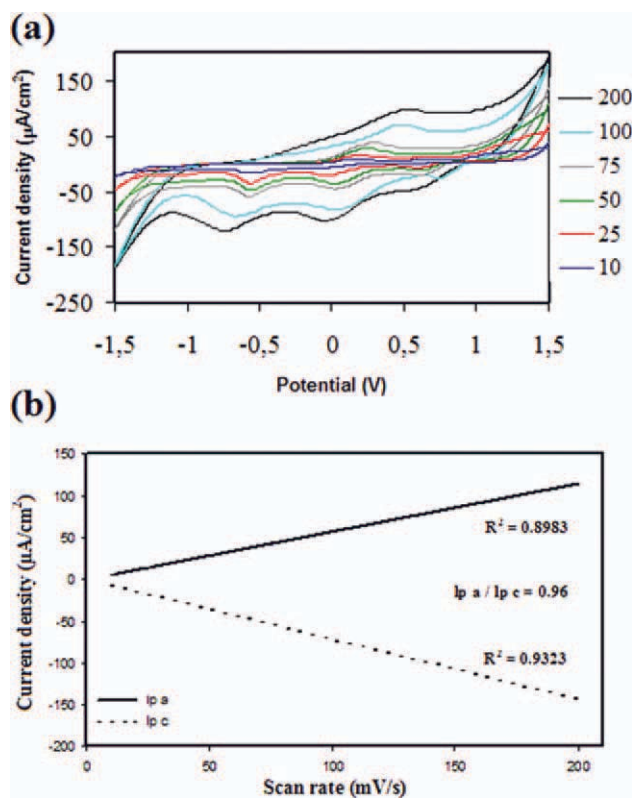 (a)
Current density (µA/cm²)
150
50
-50
-150
-250
-1,5 -1 -0,5 0 0,5 1 1,5
Potential (V)
200
100
75
50
25
10
(b)
Current density (µA/cm²)
150
100
50
0
-50
-100
-150
-200
R² = 0.8983
Ip a / Ip c = 0.96
R² = 0.9323
Ip a
Ip c
0 50 100 150 200
Scan rate (mV/s)